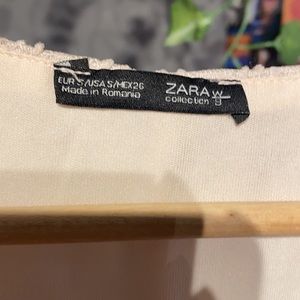 EUR S/USA S/MEX26
Made in Romania
ZARA W/B
collection